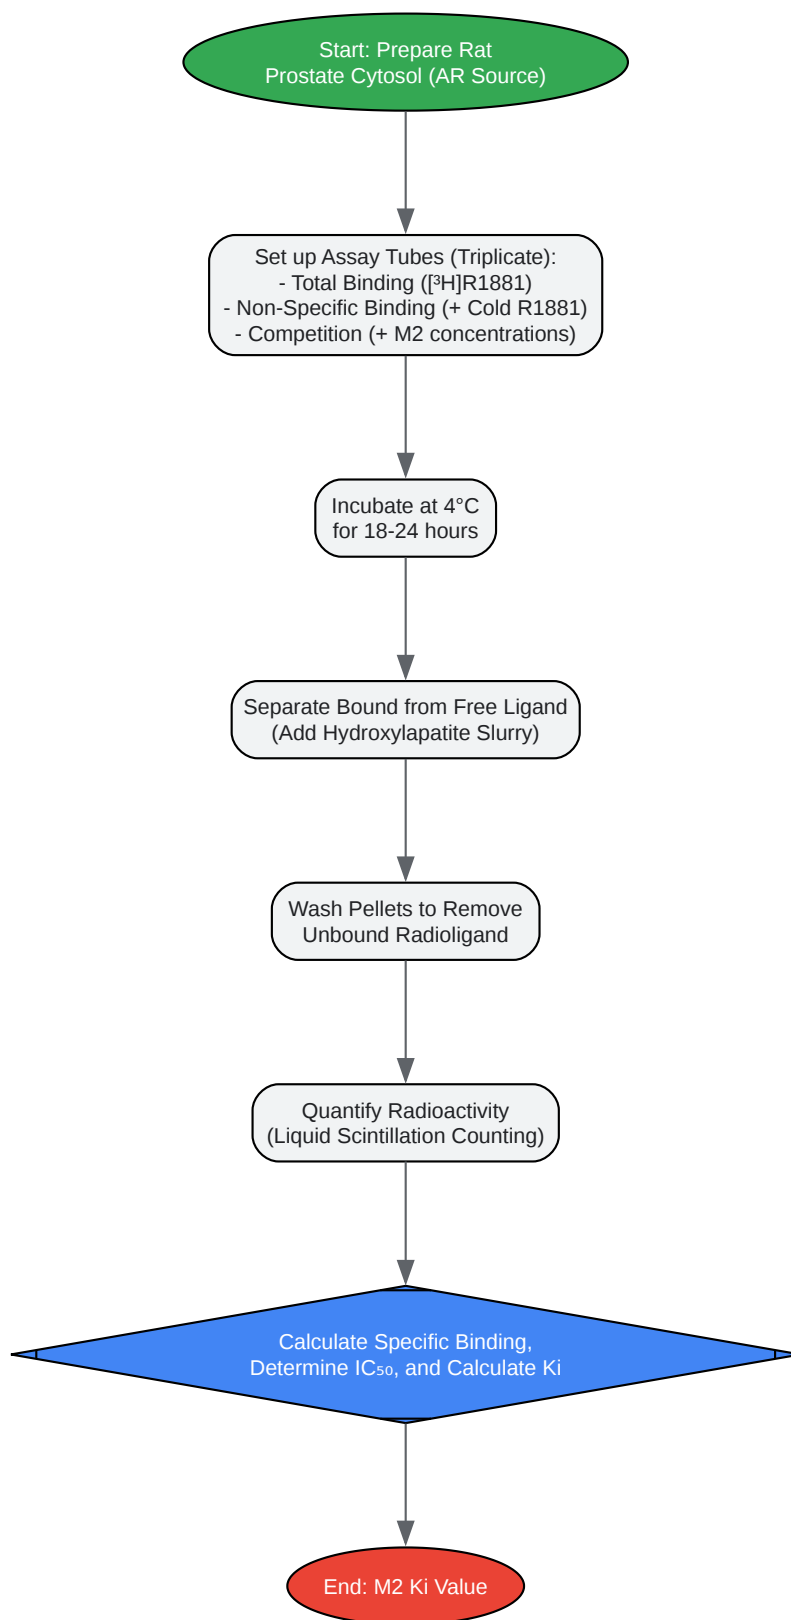 Start: Prepare Rat
Prostate Cytosol (AR Source)
Set up Assay Tubes (Triplicate):
- Total Binding ([³H]R1881)
- Non-Specific Binding (+ Cold R1881)
- Competition (+ M2 concentrations)
Incubate at 4°C
for 18-24 hours
Separate Bound from Free Ligand
(Add Hydroxylapatite Slurry)
Wash Pellets to Remove
Unbound Radioligand
Quantify Radioactivity
(Liquid Scintillation Counting)
Calculate Specific Binding,
Determine IC₅₀, and Calculate Ki
End: M2 Ki Value